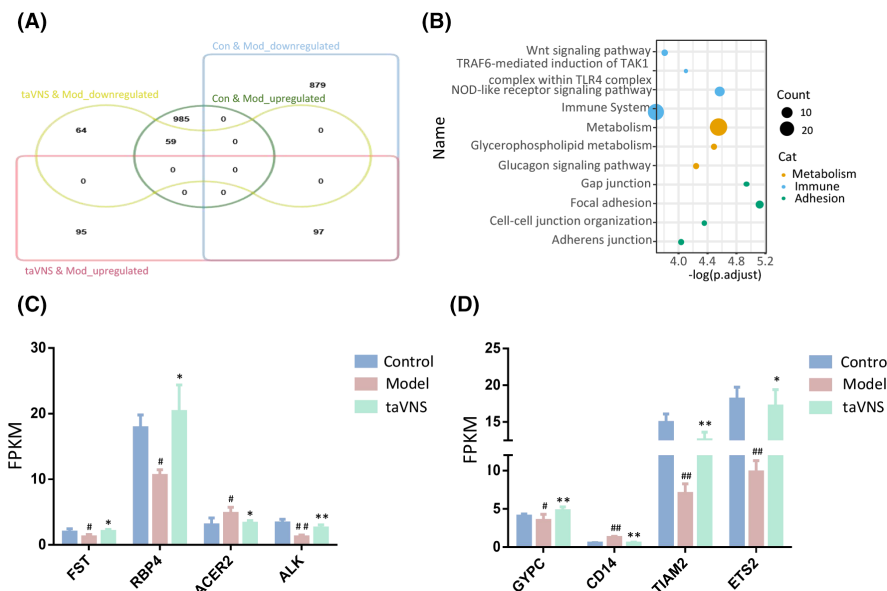 (A)
Con & Mod_downregulated
879
taVNS & Mod_downregulated
Con & Mod_upregulated
985
0
64
0
59
0
0
0
0
0
0
0
95
97
taVNS & Mod_upregulated
(B)
Name
Wnt signaling pathway
TRAF6-mediated induction of TAK1
complex within TLR4 complex
NOD-like receptor signaling pathway
Immune System
Metabolism
Glycerophospholipid metabolism
Glucagon signaling pathway
Gap junction
Focal adhesion
Cell-cell junction organization
Adherens junction
4.0 4.4 4.8 5.2
-log(p.adjust)
Count
10
20
Cat
Metabolism
Immune
Adhesion
(C)
FPKM
30
20
10
0
# *
# *
# *
## **
FST RBP4 ACER2 ALK
Control
Model
taVNS
(D)
FPKM
25
20
15
10
5
0
# **
## **
## **
## *
GYPC CD14 TIAM2 ETS2
Contro
Model
taVNS